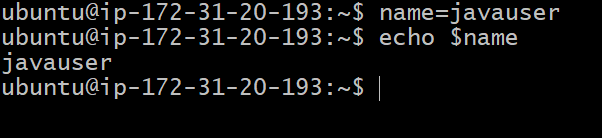 ubuntu@ip-172-31-20-193:~$ name=javauser
ubuntu@ip-172-31-20-193:~$ echo $name
javauser
ubuntu@ip-172-31-20-193:~$